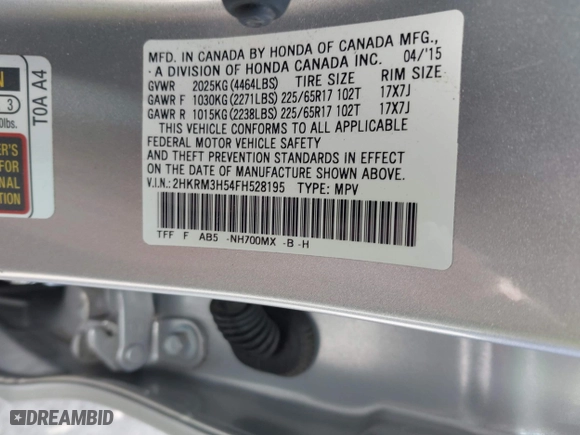 MFD. IN CANADA BY HONDA OF CANADA MFG.,
A DIVISION OF HONDA CANADA INC. 04/'15
GVWR 2025KG(4464LBS) TIRE SIZE RIM SIZE
GAWR F 1030KG(2271LBS) 225/65R17 102T 17X7J
GAWR R 1015KG(2238LBS) 225/65R17 102T 17X7J
THIS VEHICLE CONFORMS TO ALL APPLICABLE
FEDERAL MOTOR VEHICLE SAFETY
AND THEFT PREVENTION STANDARDS IN EFFECT
ON THE DATE OF MANUFACTURE SHOWN ABOVE.
V.I.N.: 2HKRM3H54FH528195 TYPE: MPV
TFF F AB5 -NH700MX -B -H
T0A A4
3
0lbs.
FOR
DREAMBID